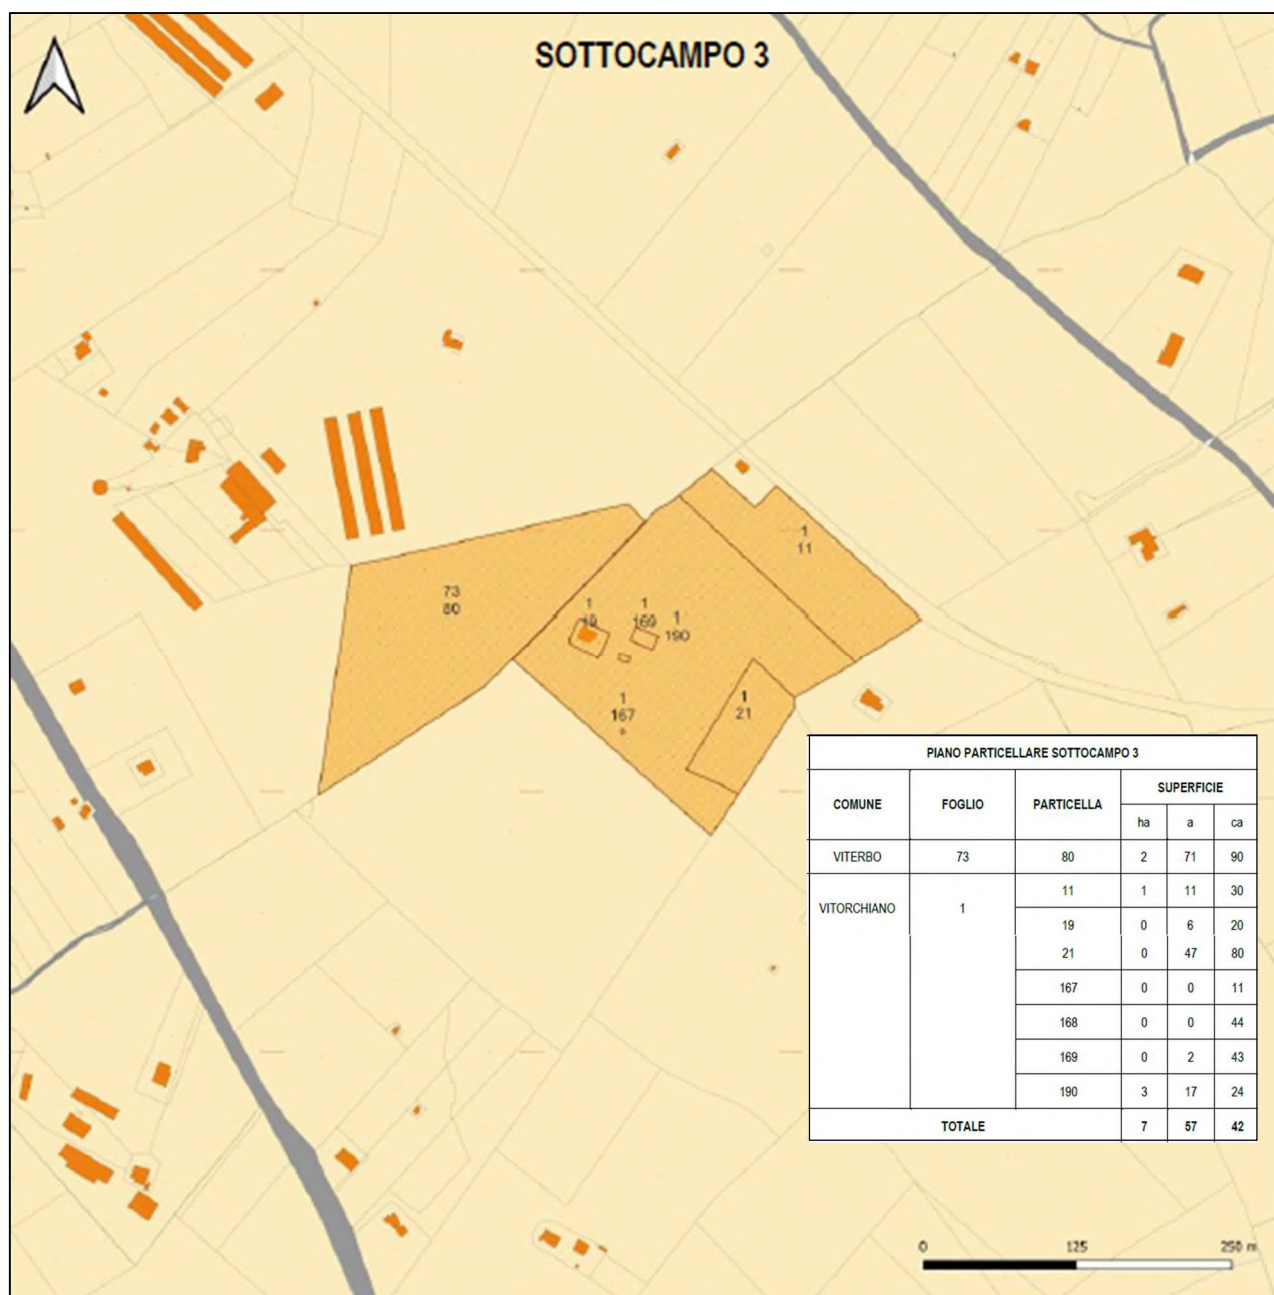 SOTTOCAMPO 3
1
11
73
80
1
19
1
169
1
190
1
167
1
21
PIANO PARTICELLARE SOTTOCAMPO 3
COMUNE FOGLIO PARTICELLA SUPERFICIE
ha a ca
VITERBO 73 80 2 71 90
VITORCHIANO 1 11 1 11 30
19 0 6 20
21 0 47 80
167 0 0 11
168 0 0 44
169 0 2 43
190 3 17 24
TOTALE 7 57 42
0 125 250 m